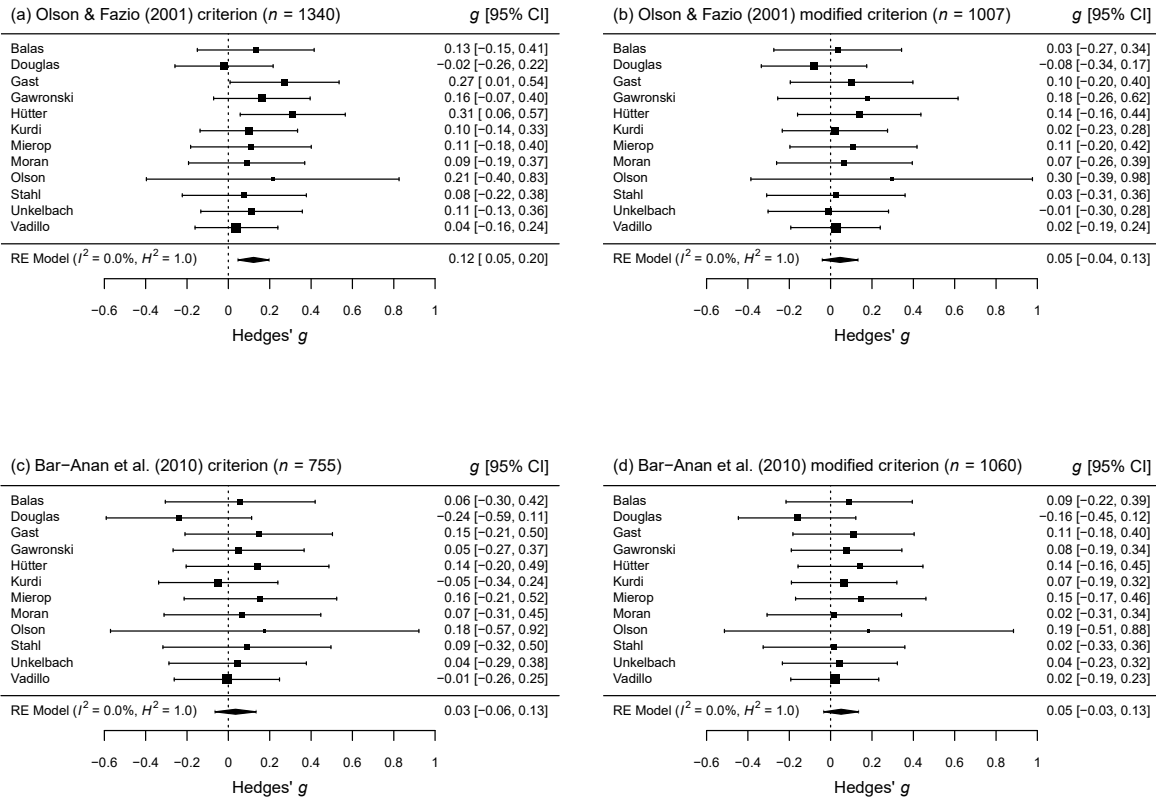 (a) Olson & Fazio (2001) criterion (n = 1340) g [95% CI]
Balas 0.13 [−0.15, 0.41]
Douglas −0.02 [−0.26, 0.22]
Gast 0.27 [ 0.01, 0.54]
Gawronski 0.16 [−0.07, 0.40]
Hütter 0.31 [ 0.06, 0.57]
Kurdi 0.10 [−0.14, 0.33]
Mierop 0.11 [−0.18, 0.40]
Moran 0.09 [−0.19, 0.37]
Olson 0.21 [−0.40, 0.83]
Stahl 0.08 [−0.22, 0.38]
Unkelbach 0.11 [−0.13, 0.36]
Vadillo 0.04 [−0.16, 0.24]
RE Model (I² = 0.0%, H² = 1.0) 0.12 [ 0.05, 0.20]
−0.6 −0.4 −0.2 0 0.2 0.4 0.6 0.8 1
Hedges' g
(b) Olson & Fazio (2001) modified criterion (n = 1007) g [95% CI]
Balas 0.03 [−0.27, 0.34]
Douglas −0.08 [−0.34, 0.17]
Gast 0.10 [−0.20, 0.40]
Gawronski 0.18 [−0.26, 0.62]
Hütter 0.14 [−0.16, 0.44]
Kurdi 0.02 [−0.23, 0.28]
Mierop 0.11 [−0.20, 0.42]
Moran 0.07 [−0.26, 0.39]
Olson 0.30 [−0.39, 0.98]
Stahl 0.03 [−0.31, 0.36]
Unkelbach −0.01 [−0.30, 0.28]
Vadillo 0.02 [−0.19, 0.24]
RE Model (I² = 0.0%, H² = 1.0) 0.05 [−0.04, 0.13]
−0.6 −0.4 −0.2 0 0.2 0.4 0.6 0.8 1
Hedges' g
(c) Bar−Anan et al. (2010) criterion (n = 755) g [95% CI]
Balas 0.06 [−0.30, 0.42]
Douglas −0.24 [−0.59, 0.11]
Gast 0.15 [−0.21, 0.50]
Gawronski 0.05 [−0.27, 0.37]
Hütter 0.14 [−0.20, 0.49]
Kurdi −0.05 [−0.34, 0.24]
Mierop 0.16 [−0.21, 0.52]
Moran 0.07 [−0.31, 0.45]
Olson 0.18 [−0.57, 0.92]
Stahl 0.09 [−0.32, 0.50]
Unkelbach 0.04 [−0.29, 0.38]
Vadillo −0.01 [−0.26, 0.25]
RE Model (I² = 0.0%, H² = 1.0) 0.03 [−0.06, 0.13]
−0.6 −0.4 −0.2 0 0.2 0.4 0.6 0.8 1
Hedges' g
(d) Bar−Anan et al. (2010) modified criterion (n = 1060) g [95% CI]
Balas 0.09 [−0.22, 0.39]
Douglas −0.16 [−0.45, 0.12]
Gast 0.11 [−0.18, 0.40]
Gawronski 0.08 [−0.19, 0.34]
Hütter 0.14 [−0.16, 0.45]
Kurdi 0.07 [−0.19, 0.32]
Mierop 0.15 [−0.17, 0.46]
Moran 0.02 [−0.31, 0.34]
Olson 0.19 [−0.51, 0.88]
Stahl 0.02 [−0.33, 0.36]
Unkelbach 0.04 [−0.23, 0.32]
Vadillo 0.02 [−0.19, 0.23]
RE Model (I² = 0.0%, H² = 1.0) 0.05 [−0.03, 0.13]
−0.6 −0.4 −0.2 0 0.2 0.4 0.6 0.8 1
Hedges' g